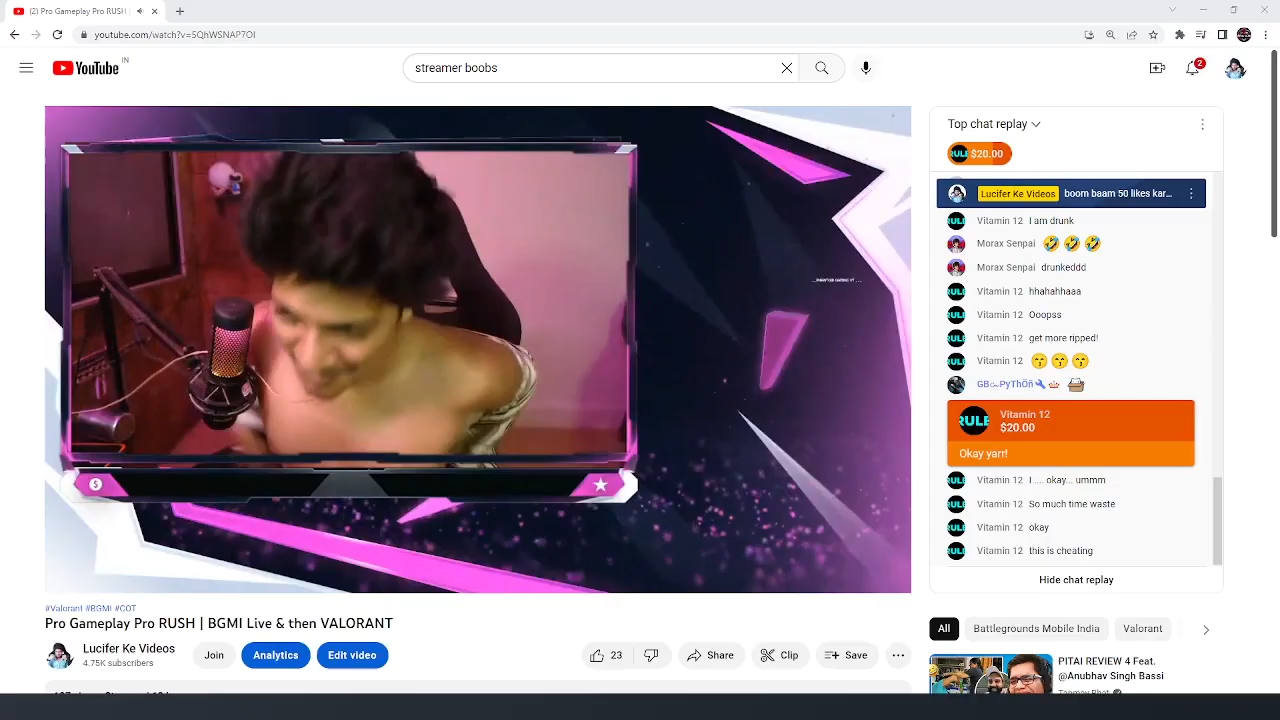 (2) Pro Gameplay Pro RUSH |
youtube.com/watch?v=SQhWSNAP7OI
YouTube IN
streamer boobs
2
Top chat replay
RULE $20.00
Lucifer Ke Videos boom baam 50 likes kar...
Vitamin 12 I am drunk
Morax Senpai 🤣 🤣 🤣
Morax Senpai drunkeddd
Vitamin 12 hhahahhaaa
Vitamin 12 Ooopss
Vitamin 12 get more ripped!
Vitamin 12 😙 😙 😙
RULE Vitamin 12
$20.00
Okay yarr!
Vitamin 12 I .... okay... ummm
Vitamin 12 So much time waste
Vitamin 12 okay
Vitamin 12 this is cheating
Hide chat replay
#Valorant #BGMI #COT
Pro Gameplay Pro RUSH | BGMI Live & then VALORANT
Lucifer Ke Videos
4.75K subscribers
Join
Analytics
Edit video
23
Share
Clip
Save
All
Battlegrounds Mobile India
Valorant
PITAI REVIEW 4 Feat.
@Anubhav Singh Bassi